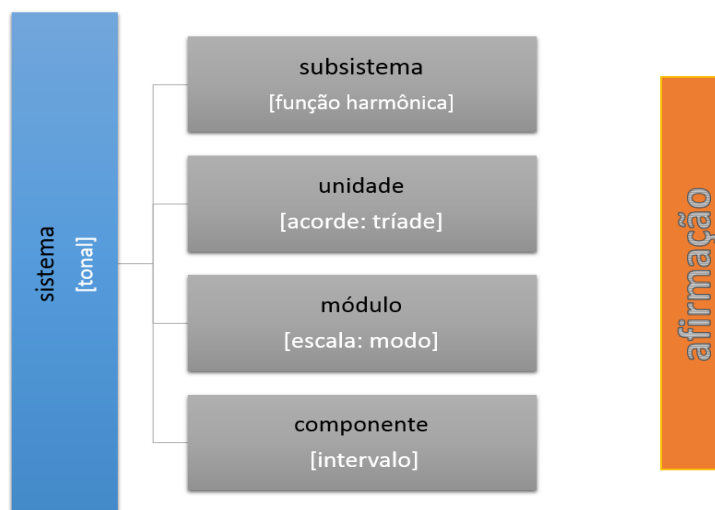 sistema
[tonal]
subsistema
[função harmônica]
unidade
[acorde: tríade]
módulo
[escala: modo]
componente
[intervalo]
afirmação